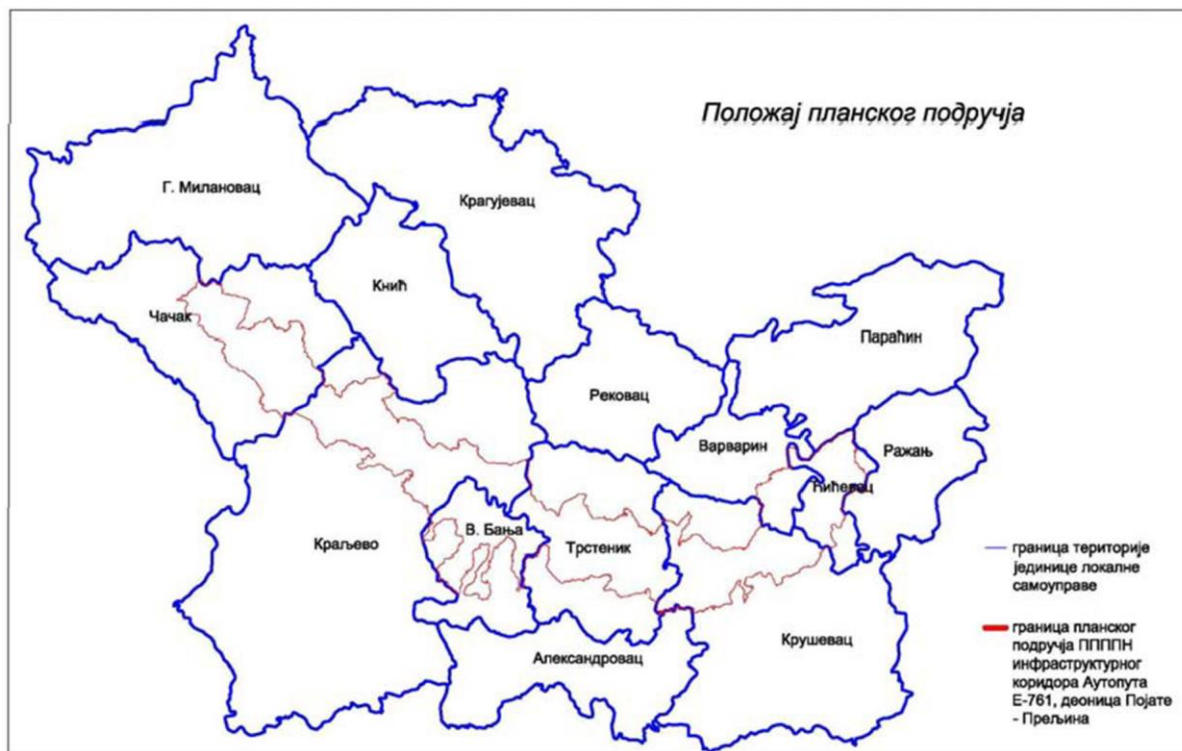 Положај планског подручја
Г. Милановац
Крагујевац
Кнић
Чачак
Параћин
Рековац
Варварин
Ражањ
Ћићевац
В. Бања
Краљево
Трстеник
Крушевац
Александровац
граница територије
јединице локалне
самоуправе
граница планског
подручја ППППН
инфраструктурног
коридора Аутопута
Е-761, деоница Појате
- Прељина